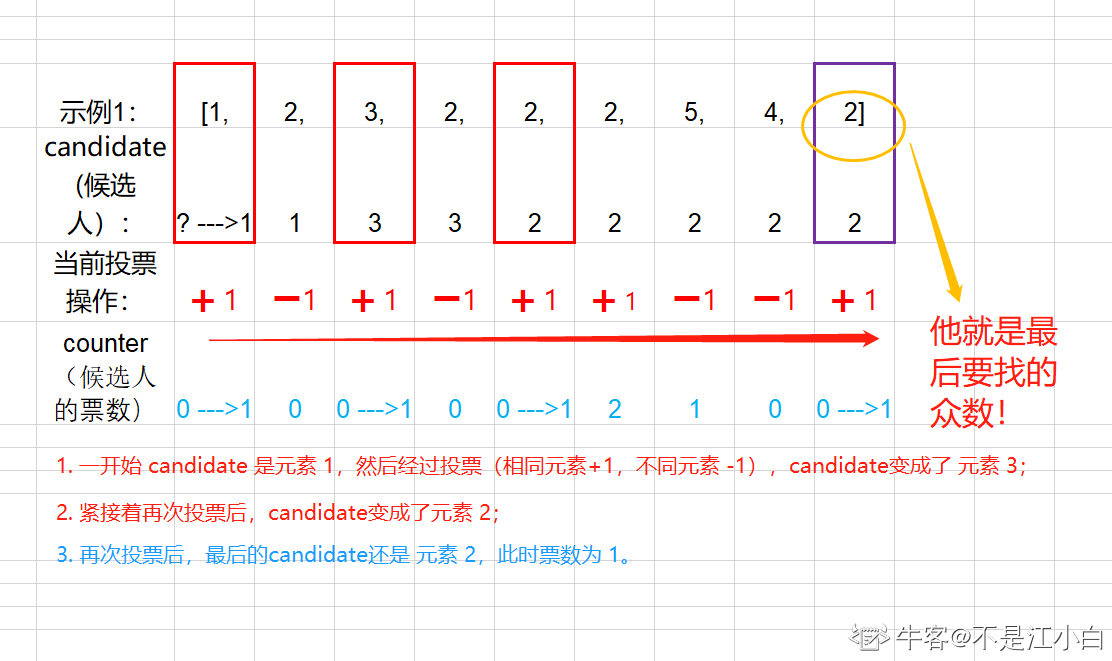 示例1： [1, 2, 3, 2, 2, 2, 5, 4, 2]
candidate
(候选
人）： ? --->1 1 3 3 2 2 2 2 2
当前投票
操作： +1 −1 +1 −1 +1 +1 −1 −1 +1
counter
（候选人
的票数） 0 --->1 0 0 --->1 0 0 --->1 2 1 0 0 --->1
他就是最
后要找的
众数！
1. 一开始 candidate 是元素 1，然后经过投票（相同元素+1，不同元素 -1），candidate变成了 元素 3；
2. 紧接着再次投票后，candidate变成了元素 2；
3. 再次投票后，最后的candidate还是 元素 2，此时票数为 1。
牛客@不是江小白